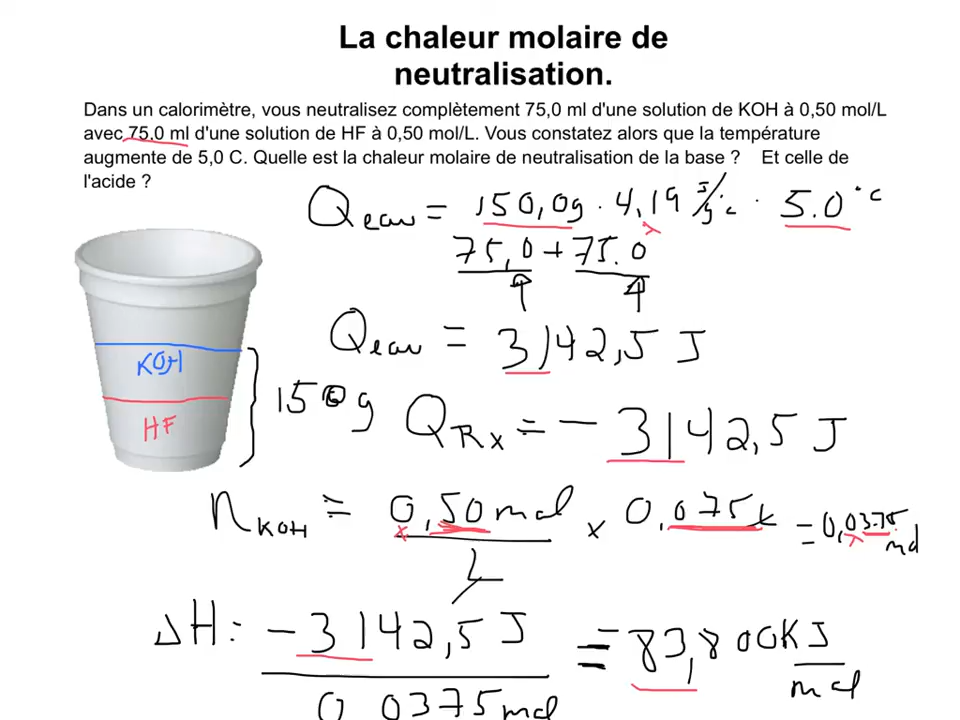 La chaleur molaire de
neutralisation.
Dans un calorimètre, vous neutralisez complètement 75,0 ml d'une solution de KOH à 0,50 mol/L
avec 75,0 ml d'une solution de HF à 0,50 mol/L. Vous constatez alors que la température
augmente de 5,0 C. Quelle est la chaleur molaire de neutralisation de la base ? Et celle de
l'acide ?
Qeau = 150,0g · 4,19 J/g°C · 5.0 °C
75,0 + 75.0
Qeau = 3142,5 J
KOH
HF
150g
QRx = - 3142,5 J
nKOH = 0,50 mol / L x 0,075L = 0,0375 mol
ΔH = - 3142,5 J / 0,0375 mol = 83,800 KJ / mol